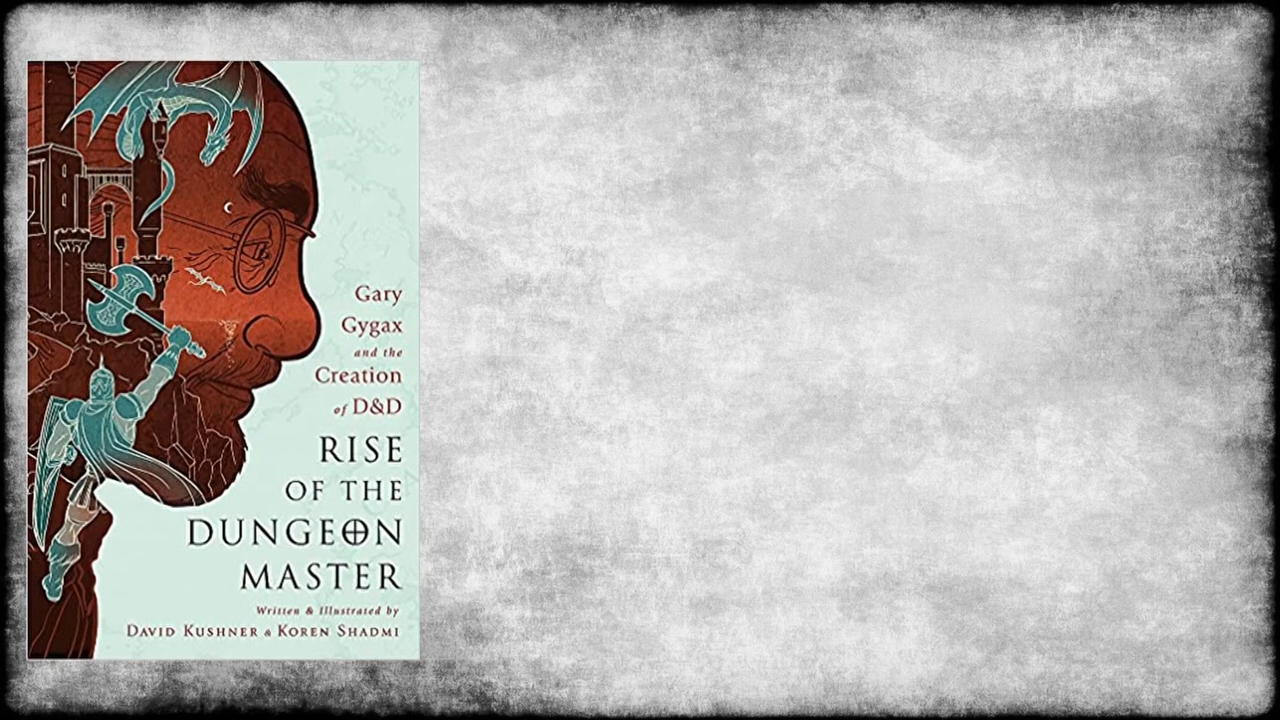 Gary
Gygax
and the
Creation
of D&D
RISE
OF THE
DUNGEON
MASTER
Written & Illustrated by
DAVID KUSHNER & KOREN SHADMI